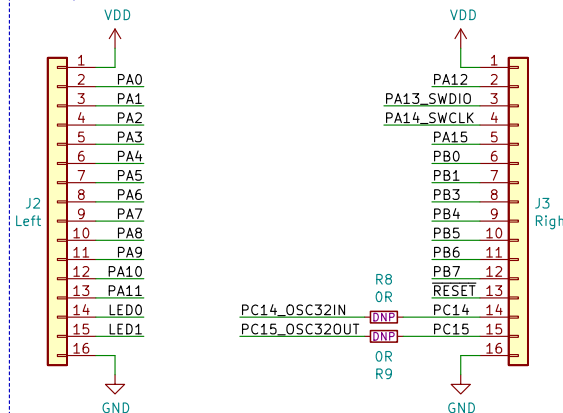 VDD VDD
1 1
2 PA0 PA12 2
3 PA1 PA13_SWDIO 3
4 PA2 PA14_SWCLK 4
5 PA3 PA15 5
6 PA4 PB0 6
7 PA5 PB1 7
8 PA6 PB3 8
J2 J3
9 PA7 PB4 9
Left Righ
10 PA8 PB5 10
11 PA9 PB6 11
12 PA10 PB7 12
R8
13 PA11 RESET 13
0R
14 LED0 PC14_OSC32IN DNP PC14 14
15 LED1 PC15_OSC32OUT DNP PC15 15
16 0R 16
R9
GND GND